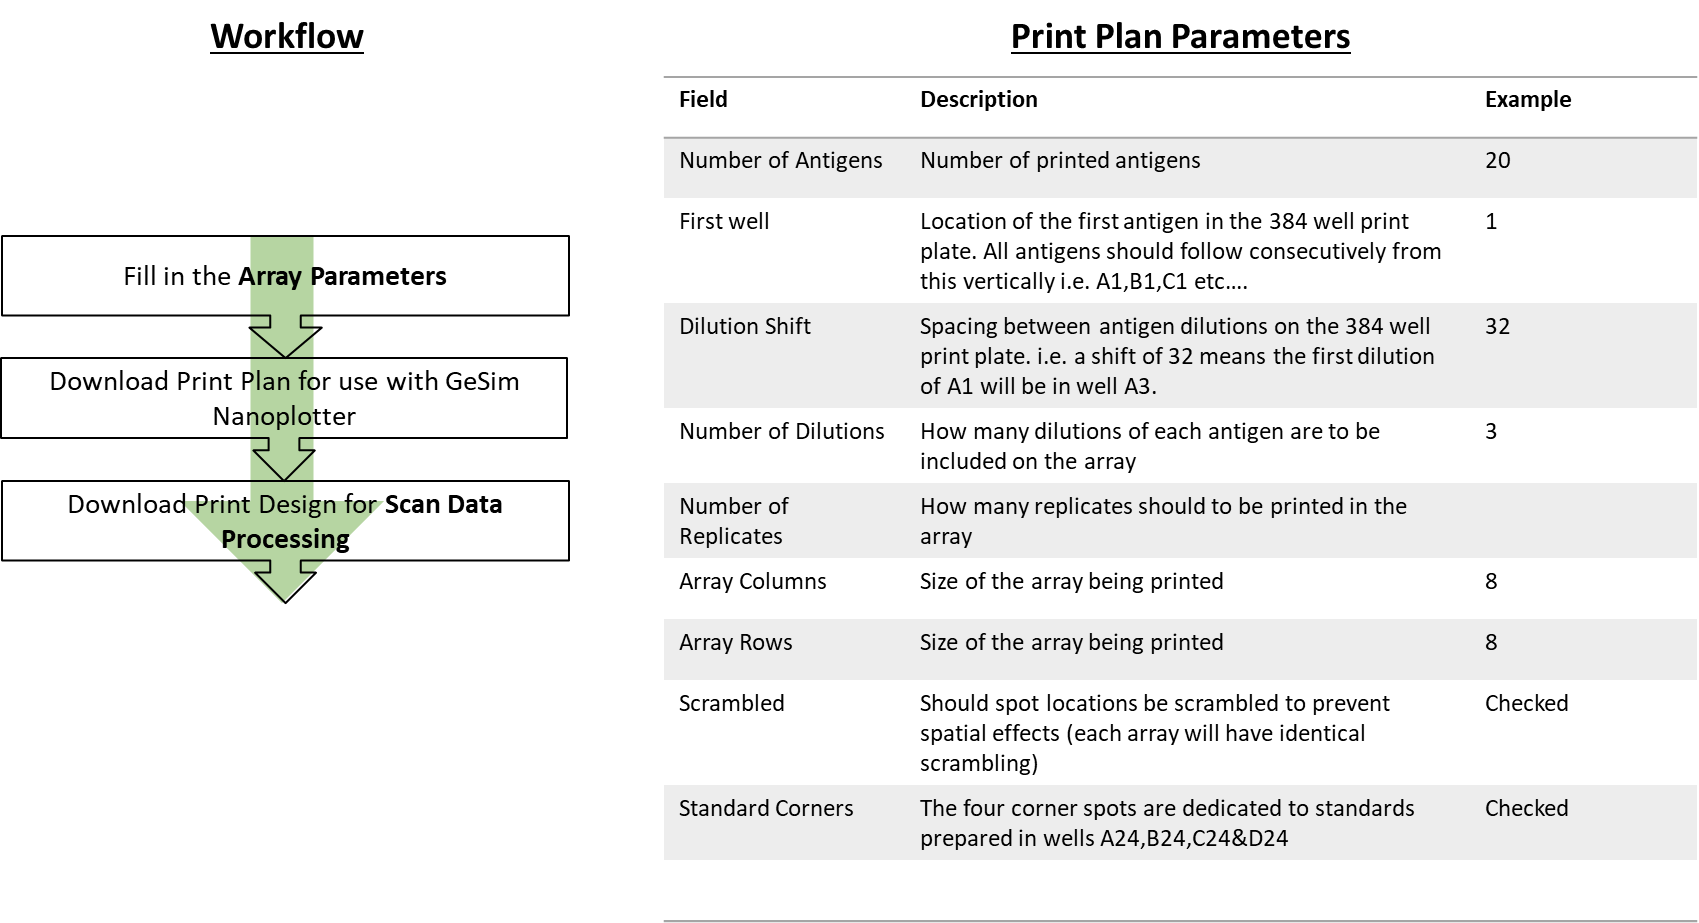 Workflow
Fill in the Array Parameters
Download Print Plan for use with GeSim
Nanoplotter
Download Print Design for Scan Data
Processing
Print Plan Parameters
Field Description Example
Number of Antigens Number of printed antigens 20
First well Location of the first antigen in the 384 well print 1
plate. All antigens should follow consecutively from
this vertically i.e. A1,B1,C1 etc....
Dilution Shift Spacing between antigen dilutions on the 384 well 32
print plate. i.e. a shift of 32 means the first dilution
of A1 will be in well A3.
Number of Dilutions How many dilutions of each antigen are to be 3
included on the array
Number of How many replicates should to be printed in the
Replicates array
Array Columns Size of the array being printed 8
Array Rows Size of the array being printed 8
Scrambled Should spot locations be scrambled to prevent Checked
spatial effects (each array will have identical
scrambling)
Standard Corners The four corner spots are dedicated to standards Checked
prepared in wells A24,B24,C24&D24